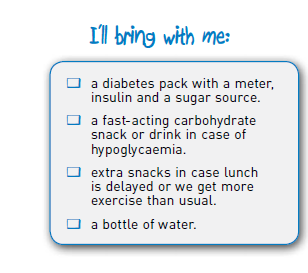 I'll bring with me:
❑ a diabetes pack with a meter,
insulin and a sugar source.
❑ a fast-acting carbohydrate
snack or drink in case of
hypoglycaemia.
❑ extra snacks in case lunch
is delayed or we get more
exercise than usual.
❑ a bottle of water.